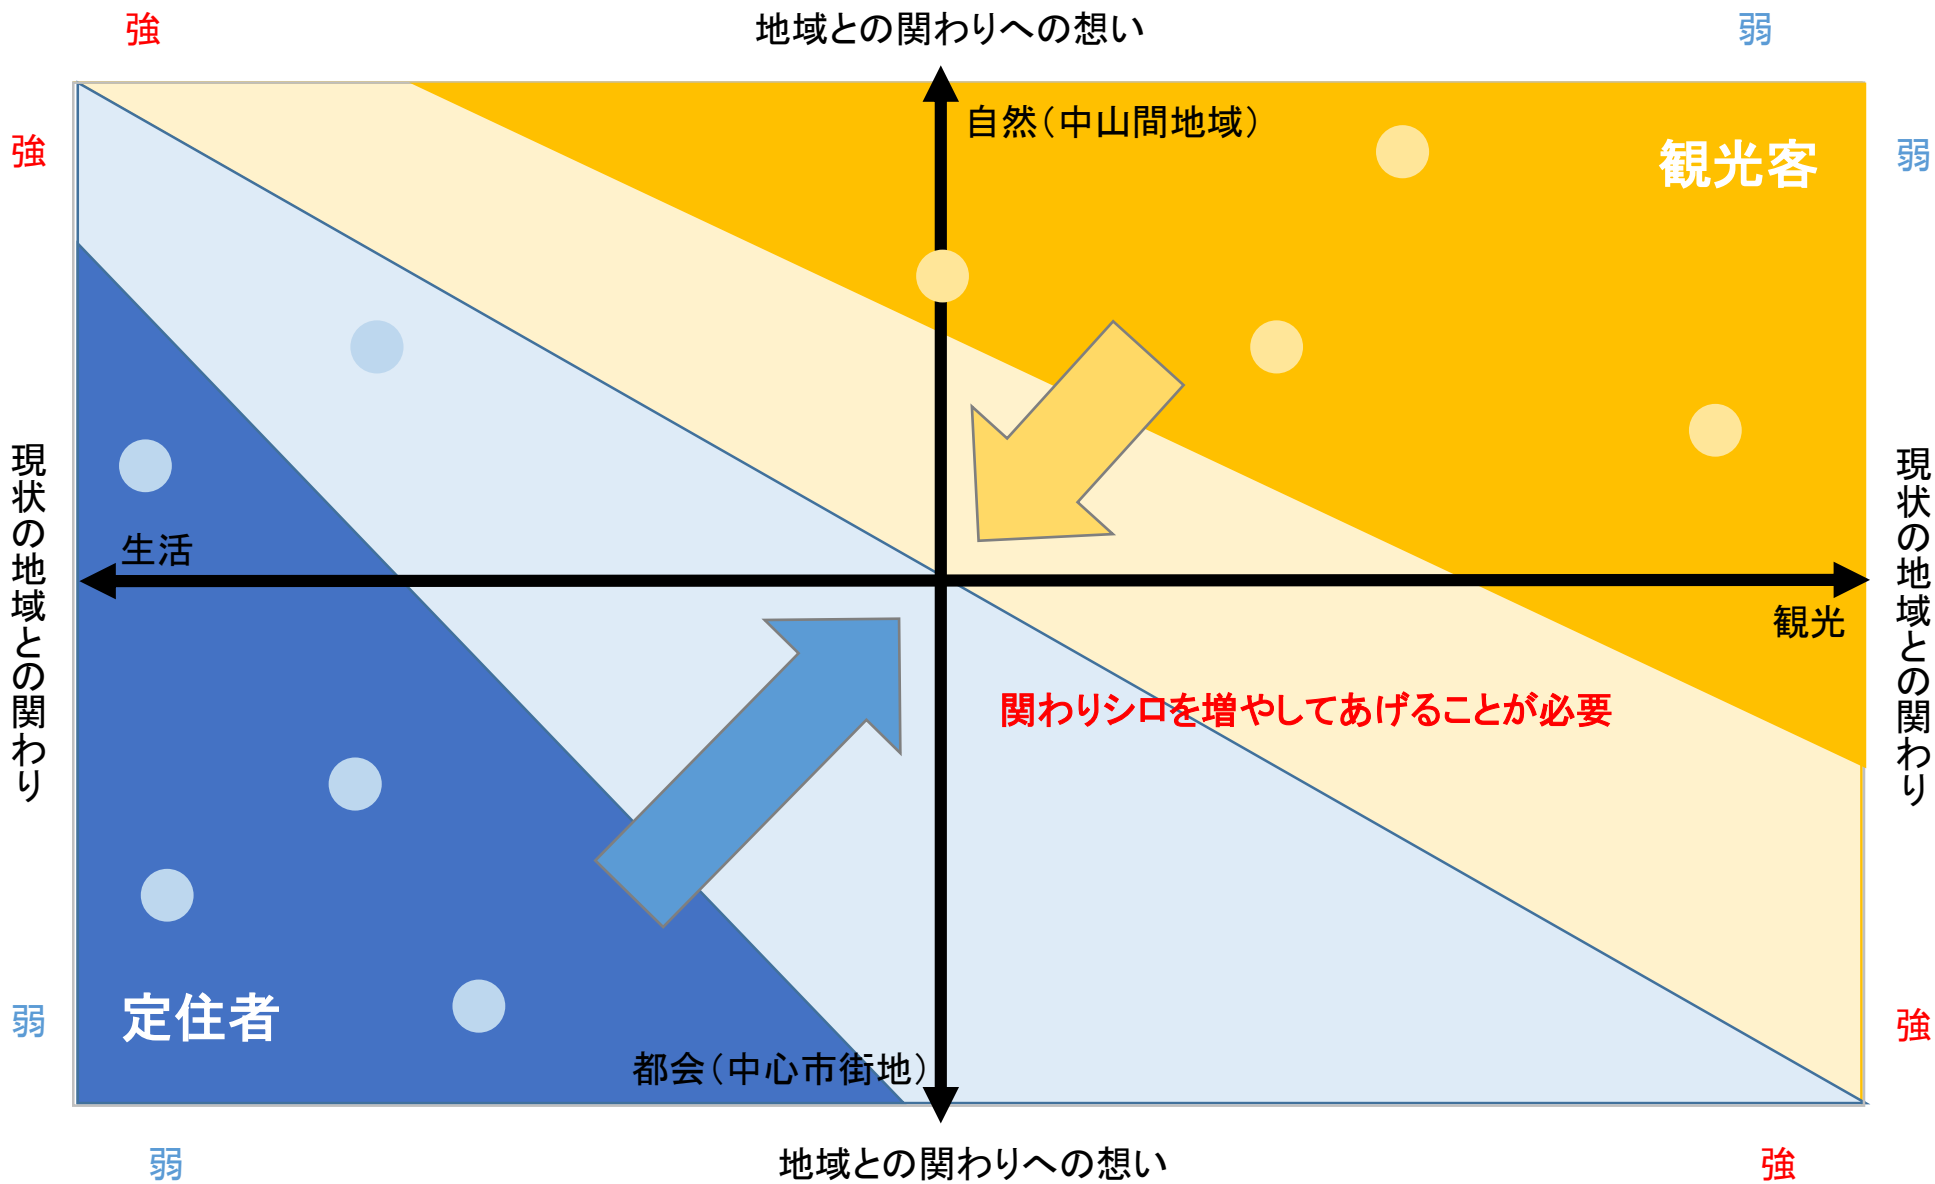 強
地域との関わりへの想い
弱
自然（中山間地域）
強
観光客
弱
現状の地域との関わり
現状の地域との関わり
生活
観光
関わりシロを増やしてあげることが必要
定住者
弱
強
都会（中心市街地）
弱
地域との関わりへの想い
強